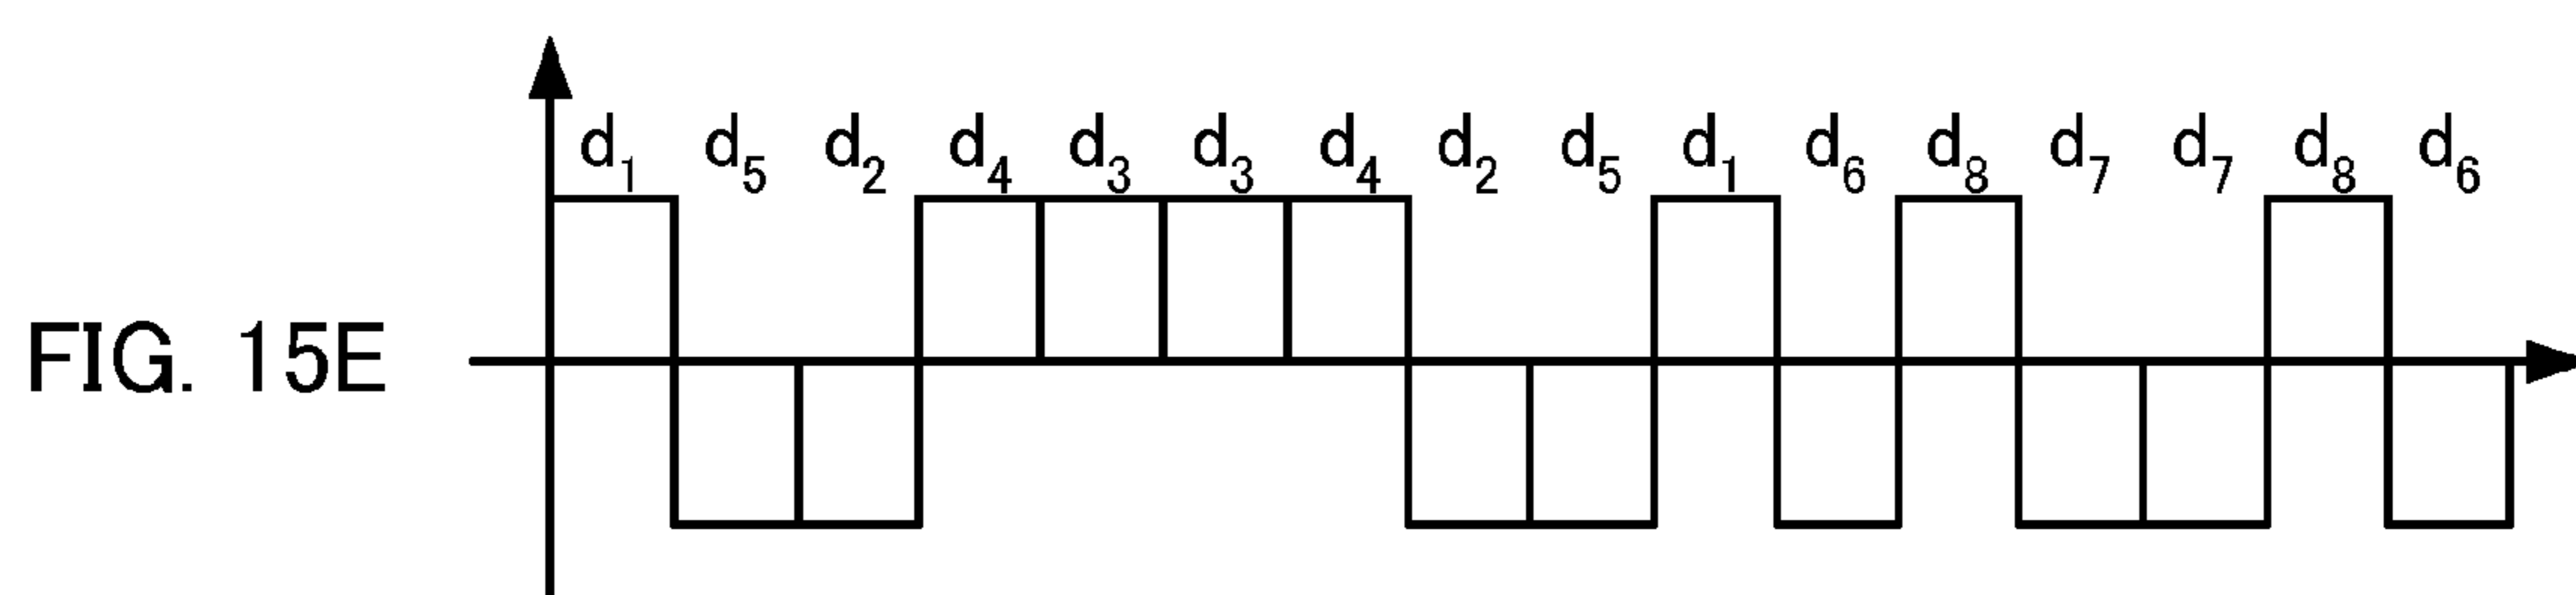 d₁ d₅ d₂ d₄ d₃ d₃ d₄ d₂ d₅ d₁ d₆ d₈ d₇ d₇ d₈ d₆
FIG. 15E